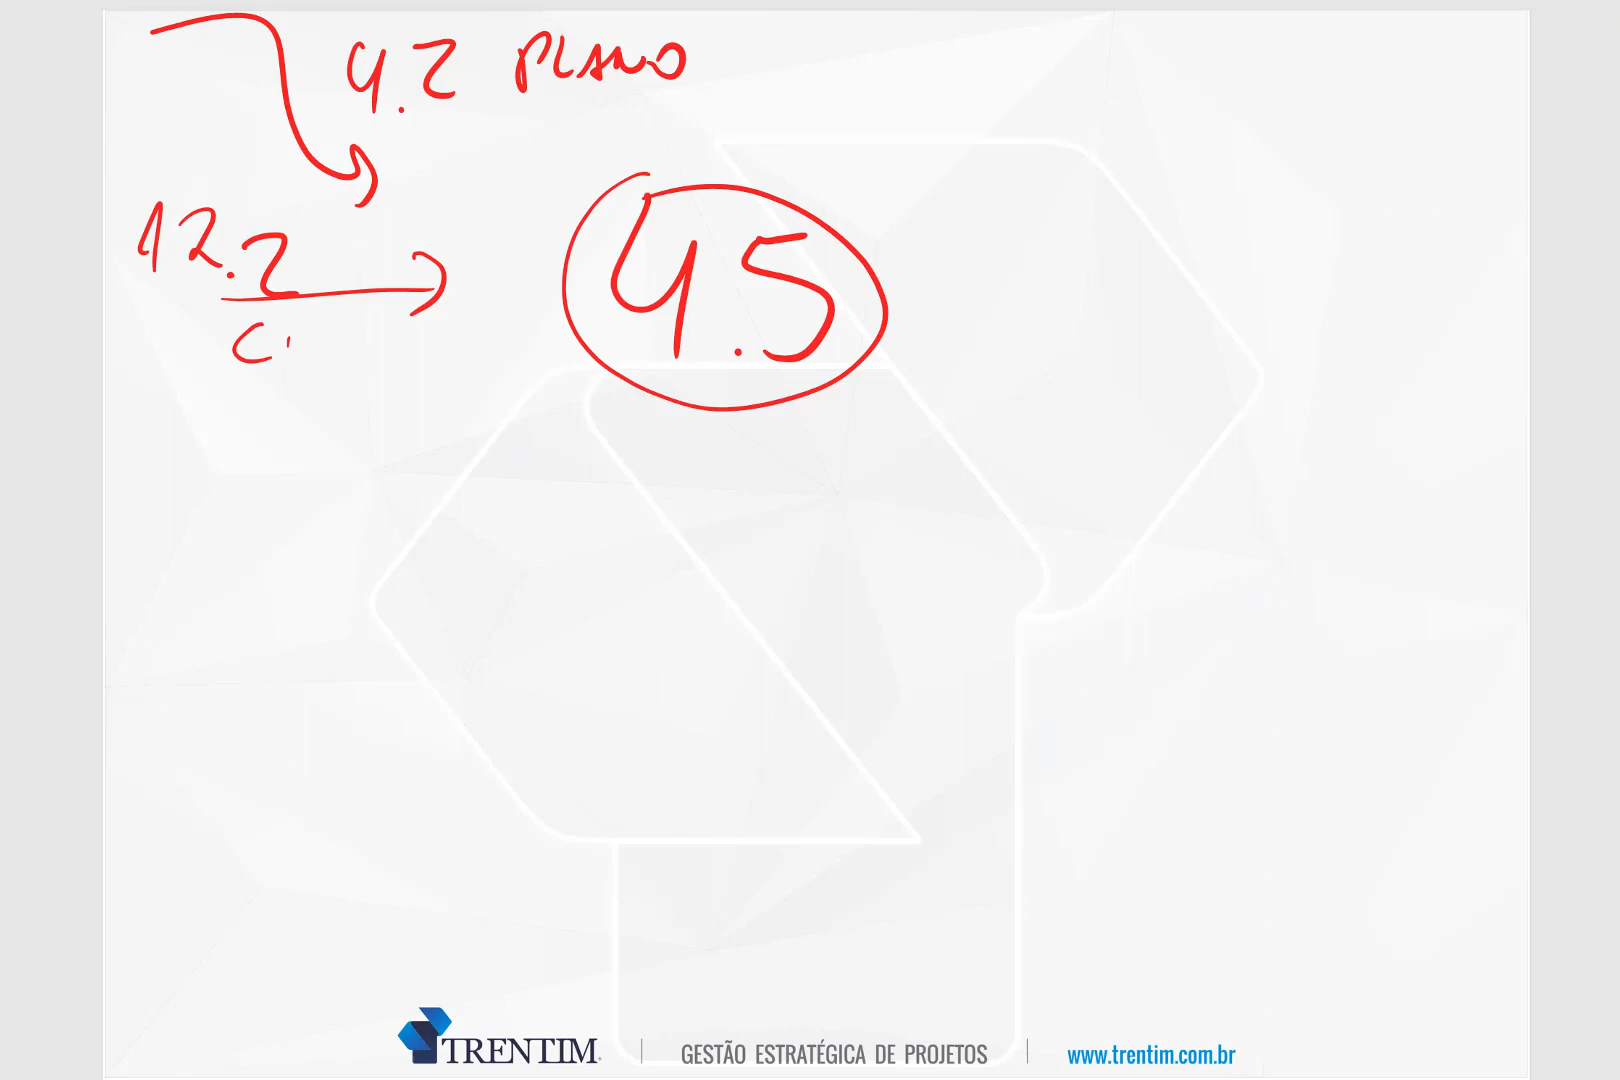 4.2 PLANO
12.2
4.5
C
TRENTIM
GESTÃO ESTRATÉGICA DE PROJETOS
www.trentim.com.br